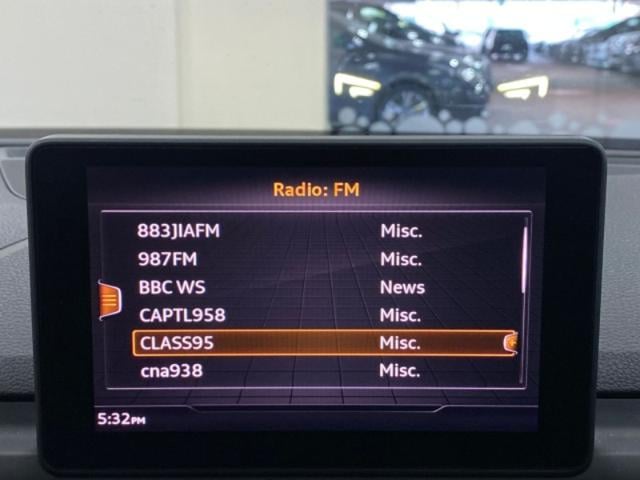 Radio: FM
883JIAFM Misc.
987FM Misc.
BBC WS News
CAPTL958 Misc.
CLASS95 Misc.
cna938 Misc.
5:32PM